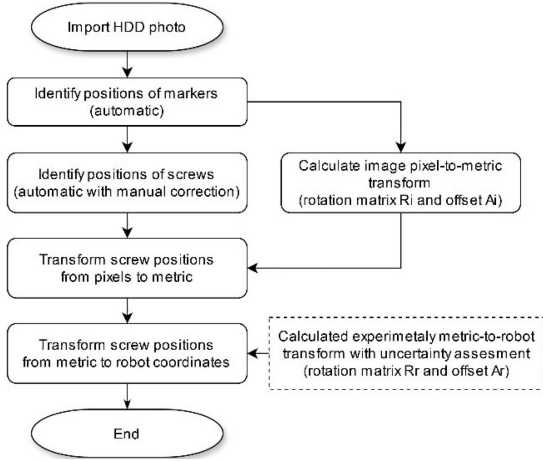 Import HDD photo
Identify positions of markers
(automatic)
Identify positions of screws
(automatic with manual correction)
Calculate image pixel-to-metric
transform
(rotation matrix Ri and offset Ai)
Transform screw positions
from pixels to metric
Transform screw positions
from metric to robot coordinates
Calculated experimetaly metric-to-robot
transform with uncertainty assesment
(rotation matrix Rr and offset Ar)
End